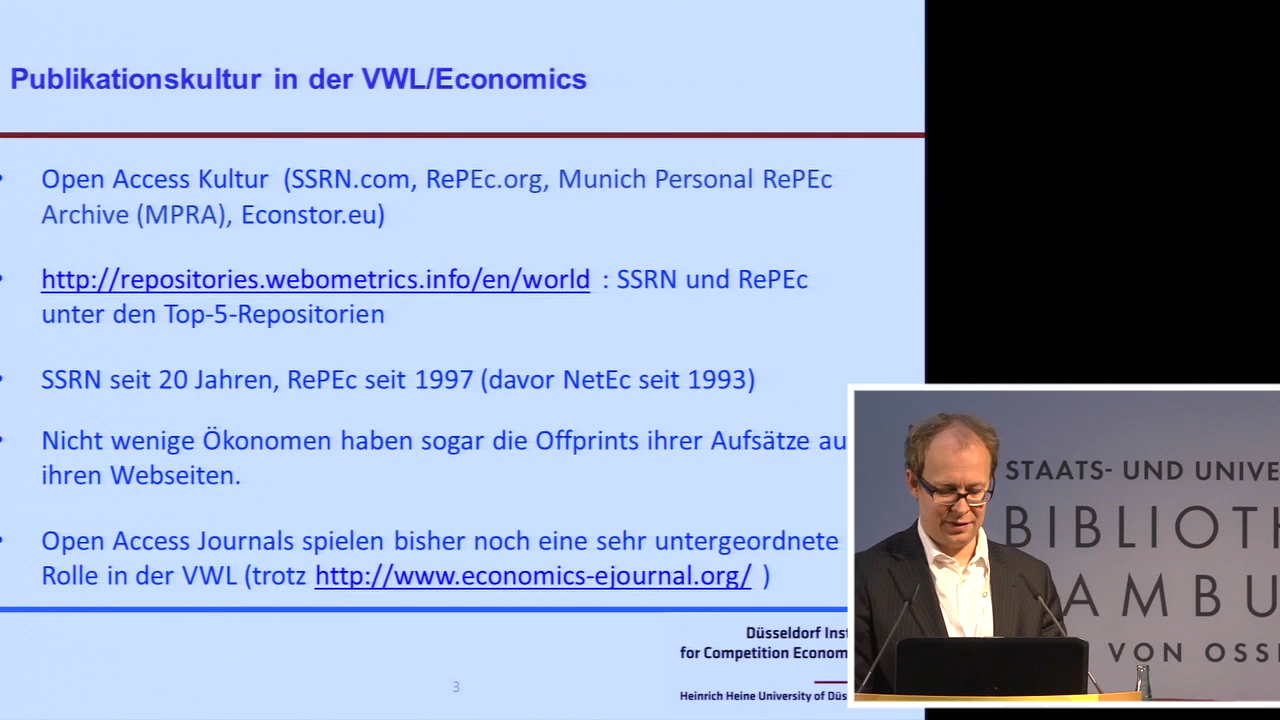 Publikationskultur in der VWL/Economics
Open Access Kultur (SSRN.com, RePEc.org, Munich Personal RePEc
Archive (MPRA), Econstor.eu)
http://repositories.webometrics.info/en/world : SSRN und RePEc
unter den Top-5-Repositorien
SSRN seit 20 Jahren, RePEc seit 1997 (davor NetEc seit 1993)
Nicht wenige Ökonomen haben sogar die Offprints ihrer Aufsätze au
ihren Webseiten.
Open Access Journals spielen bisher noch eine sehr untergeordnete
Rolle in der VWL (trotz http://www.economics-ejournal.org/ )
Düsseldorf Inst
for Competition Econom
3
Heinrich Heine University of Düs
STAATS- UND UNIVE
BIBLIOTH
AMBU
VON OSSI